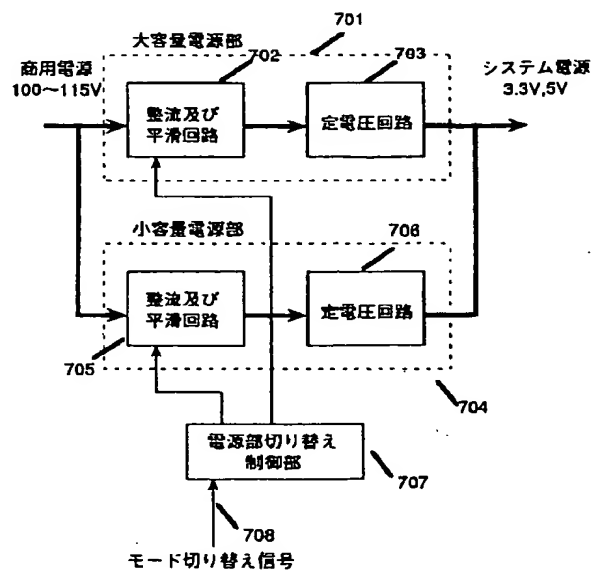 701
大容量電源部
702
703
商用電源
100～115V
システム電源
3.3V,5V
整流及び
平滑回路
定電圧回路
小容量電源部
706
整流及び
平滑回路
定電圧回路
705
704
電源部切り替え
制御部
707
708
モード切り替え信号